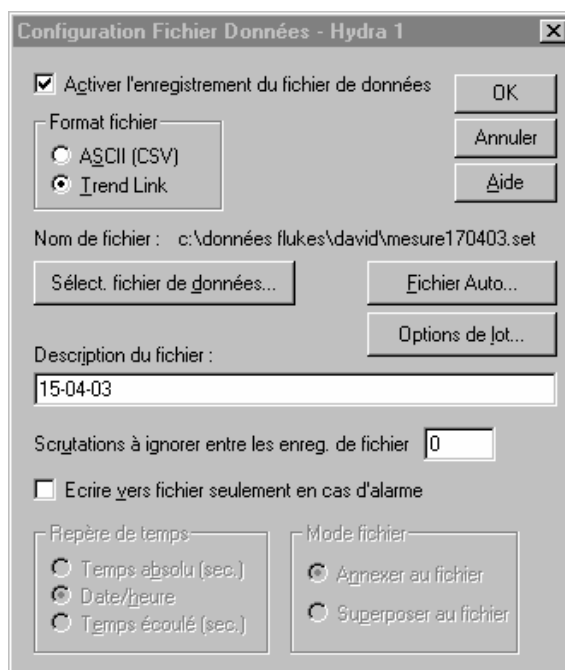 Configuration Fichier Données - Hydra 1
Activer l'enregistrement du fichier de données
OK
Format fichier
Annuler
ASCII (CSV)
Trend Link
Aide
Nom de fichier : c:\données flukes\david\mesure170403.set
Sélect. fichier de données...
Fichier Auto...
Options de lot...
Description du fichier :
15-04-03
Scrutations à ignorer entre les enreg. de fichier 0
Ecrire vers fichier seulement en cas d'alarme
Repère de temps
Mode fichier
Temps absolu (sec.)
Annexer au fichier
Date/heure
Superposer au fichier
Temps écoulé (sec.)